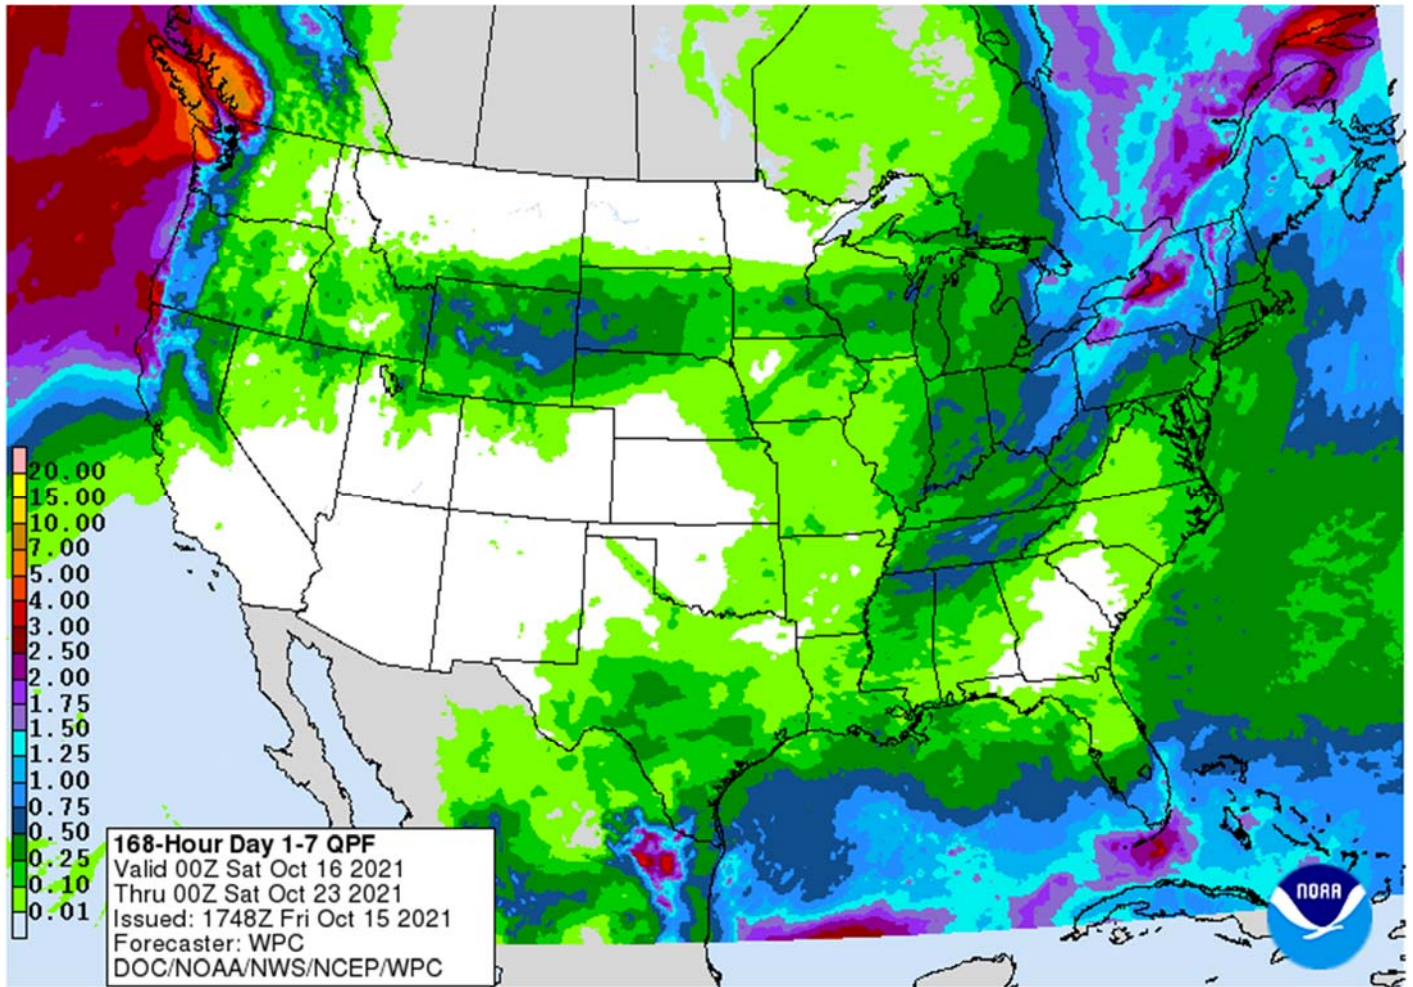 20.00
15.00
10.00
7.00
5.00
4.00
3.00
2.50
2.00
1.75
1.50
1.25
1.00
0.75
0.50
0.25
0.10
0.01
168-Hour Day 1-7 QPF
Valid 00Z Sat Oct 16 2021
Thru 00Z Sat Oct 23 2021
Issued: 1748Z Fri Oct 15 2021
Forecaster: WPC
DOC/NOAA/NWS/NCEP/WPC
NOAA